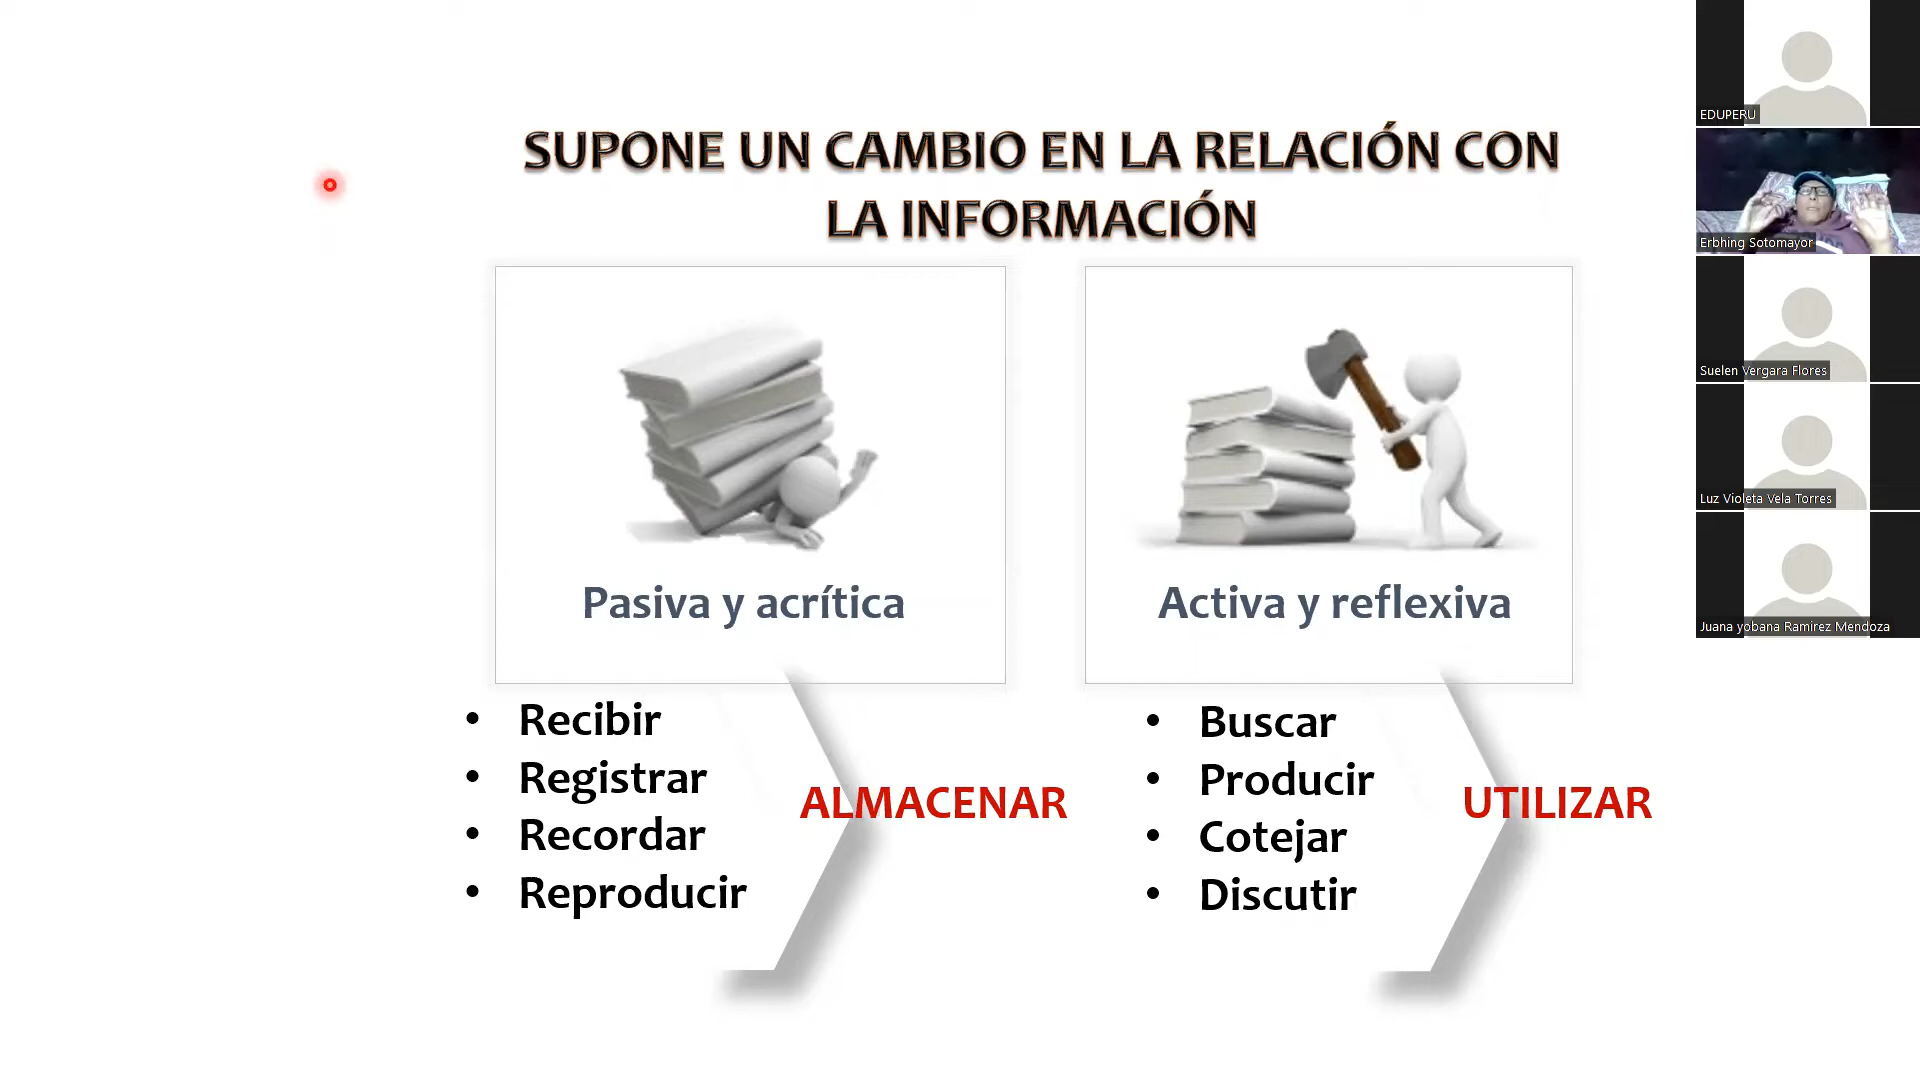 SUPONE UN CAMBIO EN LA RELACIÓN CON
LA INFORMACIÓN
Pasiva y acrítica
Activa y reflexiva
• Recibir
• Registrar
• Recordar
• Reproducir
ALMACENAR
• Buscar
• Producir
• Cotejar
• Discutir
UTILIZAR
EDUPERU
Erbhing Sotomayor
Suelen Vergara Flores
Luz Violeta Vela Torres
Juana yobana Ramirez Mendoza